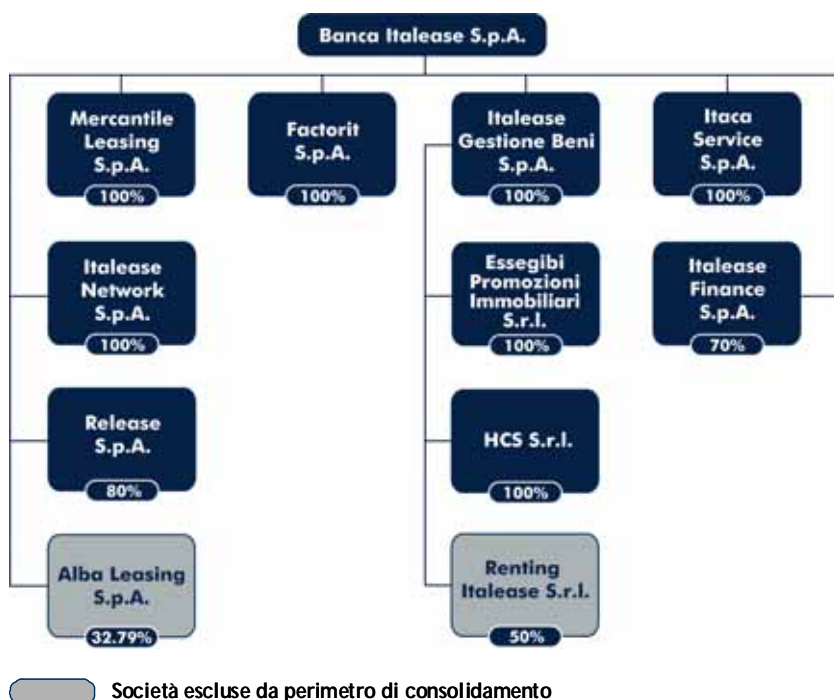 Banca Italease S.p.A.
Mercantile
Leasing
S.p.A.
100%
Factorit
S.p.A.
100%
Italease
Gestione Beni
S.p.A.
100%
Itaca
Service
S.p.A.
100%
Italease
Network
S.p.A.
100%
Essegibi
Promozioni
Immobiliari
S.r.l.
100%
Italease
Finance
S.p.A.
70%
Release
S.p.A.
80%
HCS S.r.l.
100%
Alba Leasing
S.p.A.
32.79%
Renting
Italease S.r.l.
50%
Società escluse da perimetro di consolidamento